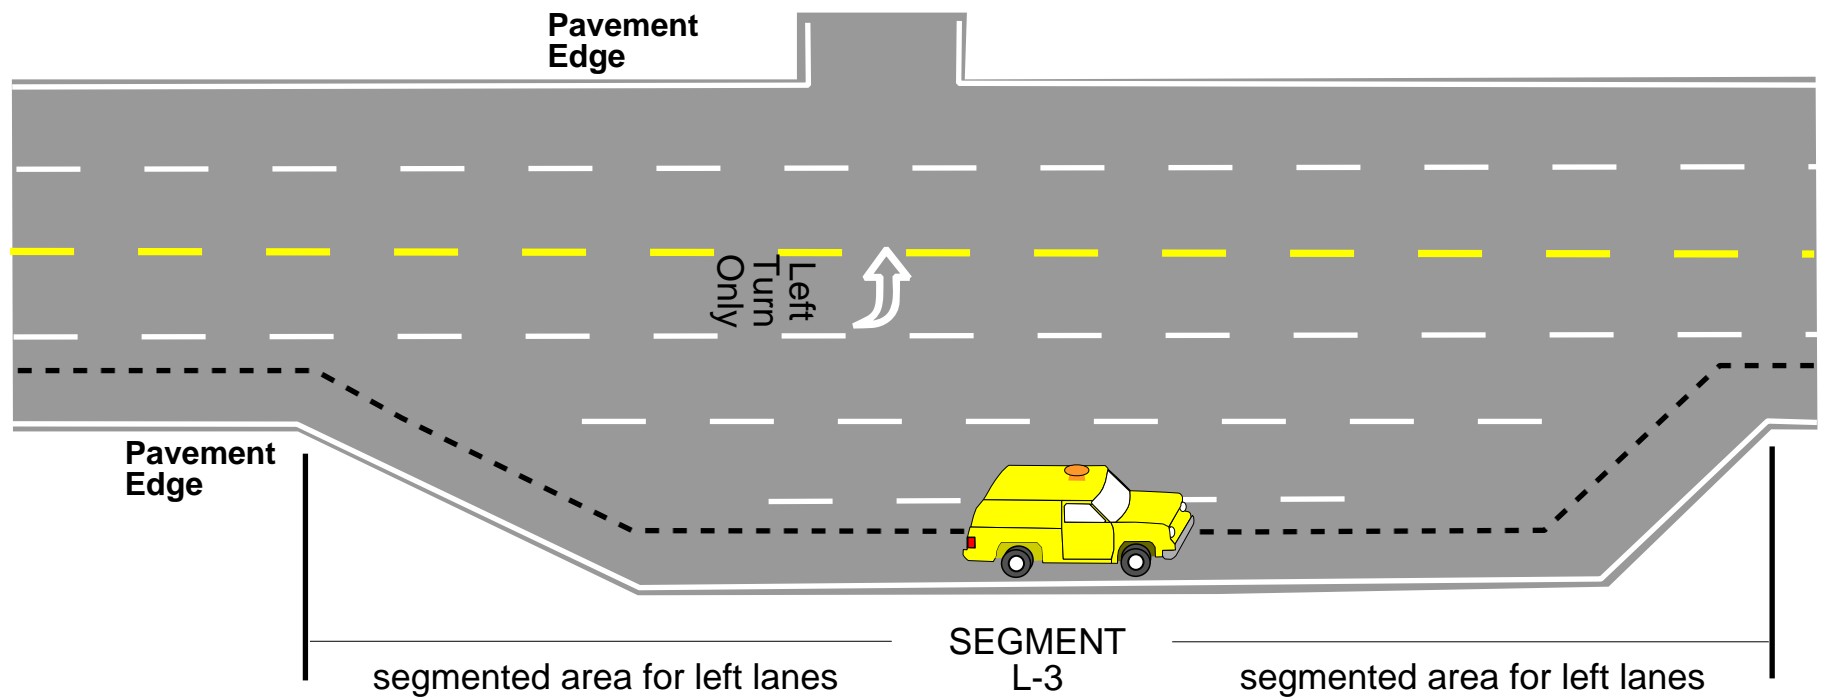 Pavement
Edge
Left
Turn
Only
Pavement
Edge
SEGMENT
L-3
segmented area for left lanes
segmented area for left lanes